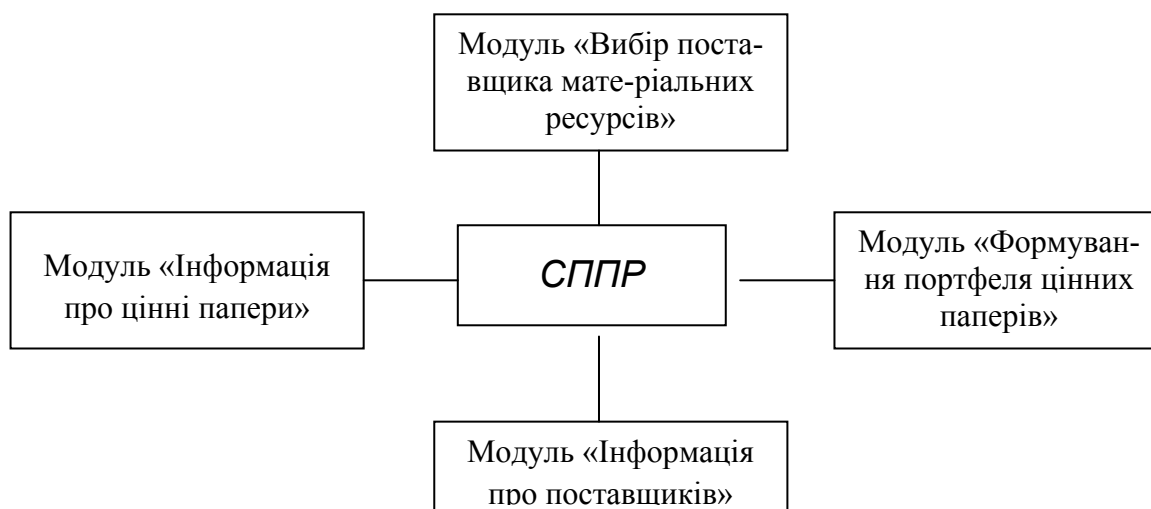 Модуль «Вибір поста-
вщика мате-ріальних
ресурсів»
Модуль «Інформація
про цінні папери»
СППР
Модуль «Формуван-
ня портфеля цінних
паперів»
Модуль «Інформація
про поставщиків»